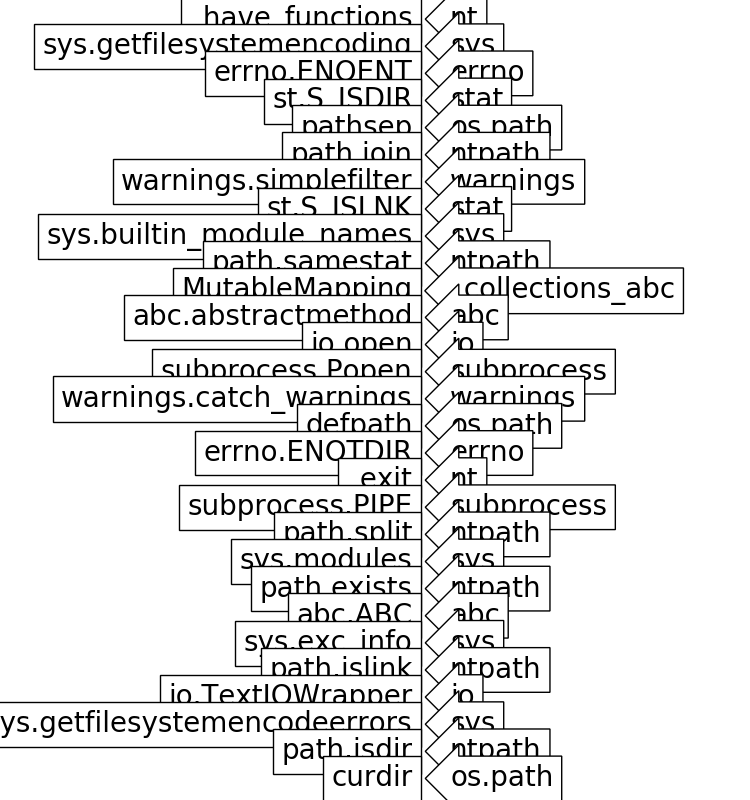 have_functions nt
sys.getfilesystemencoding sys
errno.ENOENT errno
st.S_ISDIR stat
pathsep os.path
path.join ntpath
warnings.simplefilter warnings
st.S_ISLNK stat
sys.builtin_module_names sys
path.samestat ntpath
MutableMapping collections_abc
abc.abstractmethod abc
io.open io
subprocess.Popen subprocess
warnings.catch_warnings warnings
defpath os.path
errno.ENOTDIR errno
exit nt
subprocess.PIPE subprocess
path.split ntpath
sys.modules sys
path.exists ntpath
abc.ABC abc
sys.exc_info sys
path.islink ntpath
io.TextIOWrapper io
ys.getfilesystemencodeerrors sys
path.isdir ntpath
curdir os.path